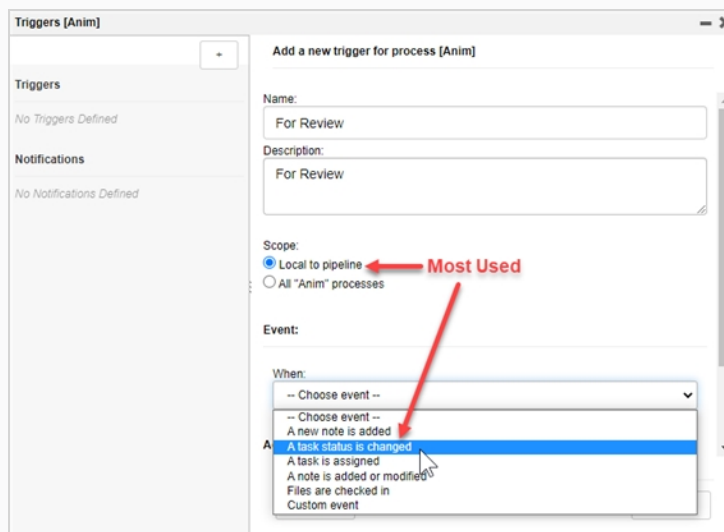 Triggers [Anim]
+
Add a new trigger for process [Anim]
Triggers
No Triggers Defined
Notifications
No Notifications Defined
Name:
For Review
Description:
For Review
Scope:
Local to pipeline
Most Used
All "Anim" processes
Event:
When:
-- Choose event --
-- Choose event --
A new note is added
A task status is changed
A task is assigned
A note is added or modified
Files are checked in
Custom event